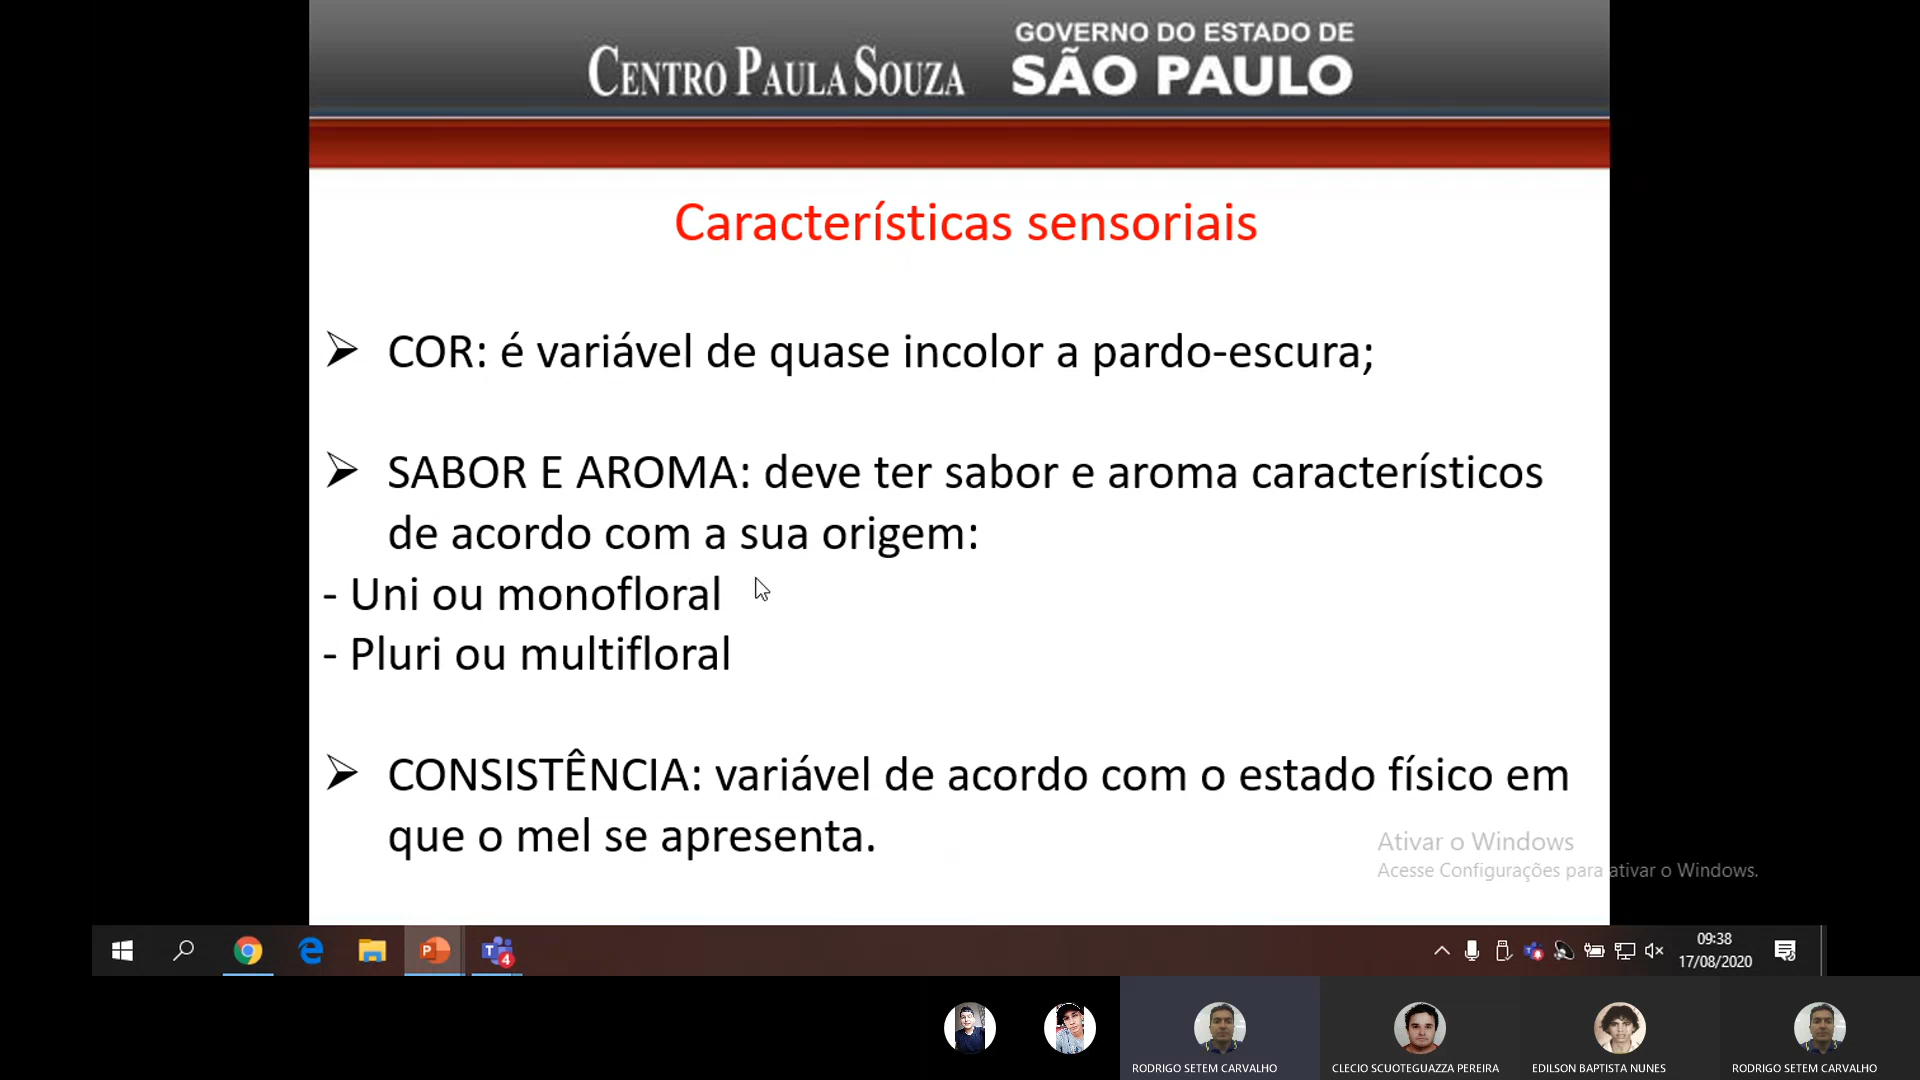 CENTRO PAULA SOUZA
GOVERNO DO ESTADO DE
SÃO PAULO
Características sensoriais
COR: é variável de quase incolor a pardo-escura;
SABOR E AROMA: deve ter sabor e aroma característicos
de acordo com a sua origem:
- Uni ou monofloral
- Pluri ou multifloral
CONSISTÊNCIA: variável de acordo com o estado físico em
que o mel se apresenta.
Ativar o Windows
Acesse Configurações para ativar o Windows.
09:38
17/08/2020
4
RODRIGO SETEM CARVALHO
CLECIO SCUOTEGUAZZA PEREIRA
EDILSON BAPTISTA NUNES
RODRIGO SETEM CARVALHO